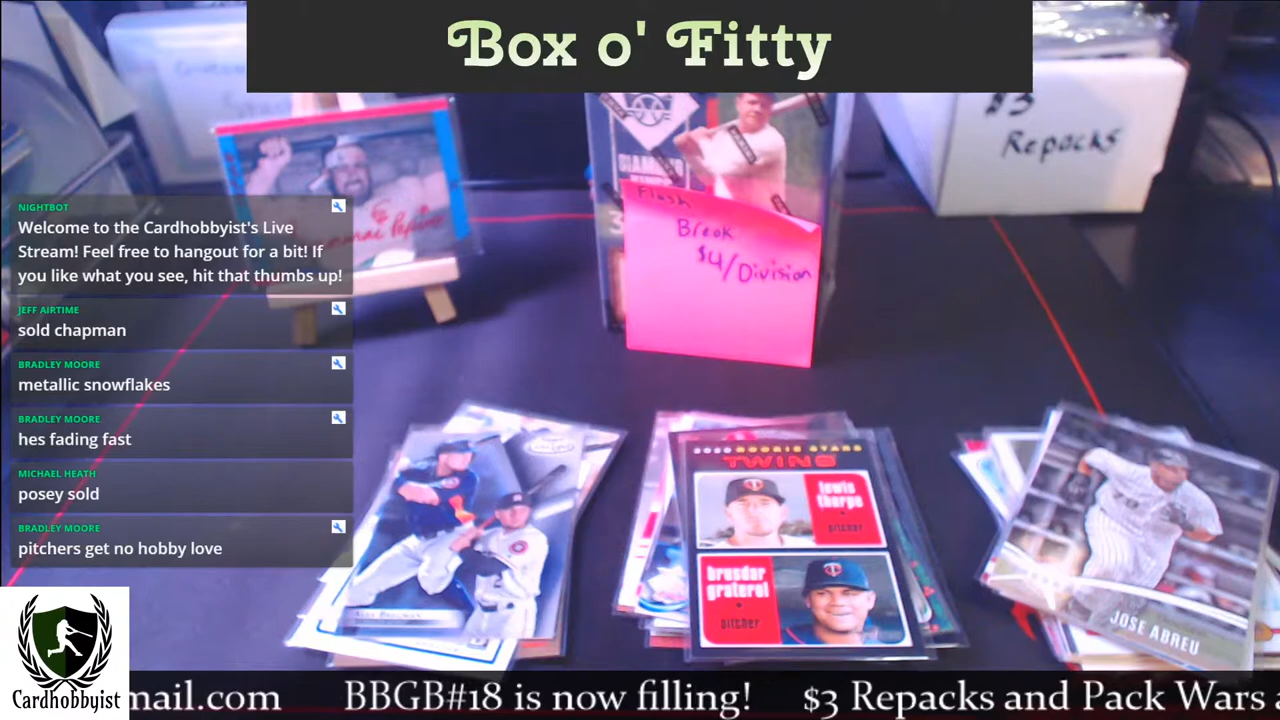 Box o' Fitty
$3
Repacks
Flash
Break
$4/Division
NIGHTBOT
Welcome to the Cardhobbyist's Live
Stream! Feel free to hangout for a bit! If
you like what you see, hit that thumbs up!
JEFF AIRTIME
sold chapman
BRADLEY MOORE
metallic snowflakes
BRADLEY MOORE
hes fading fast
MICHAEL HEATH
posey sold
BRADLEY MOORE
pitchers get no hobby love
2020 ROOKIE STARS
TWINS
lewis
thorpe
pitcher
brusdar
graterol
pitcher
JOSE ABREU
Cardhobbyist
mail.com BBGB#18 is now filling! $3 Repacks and Pack Wars